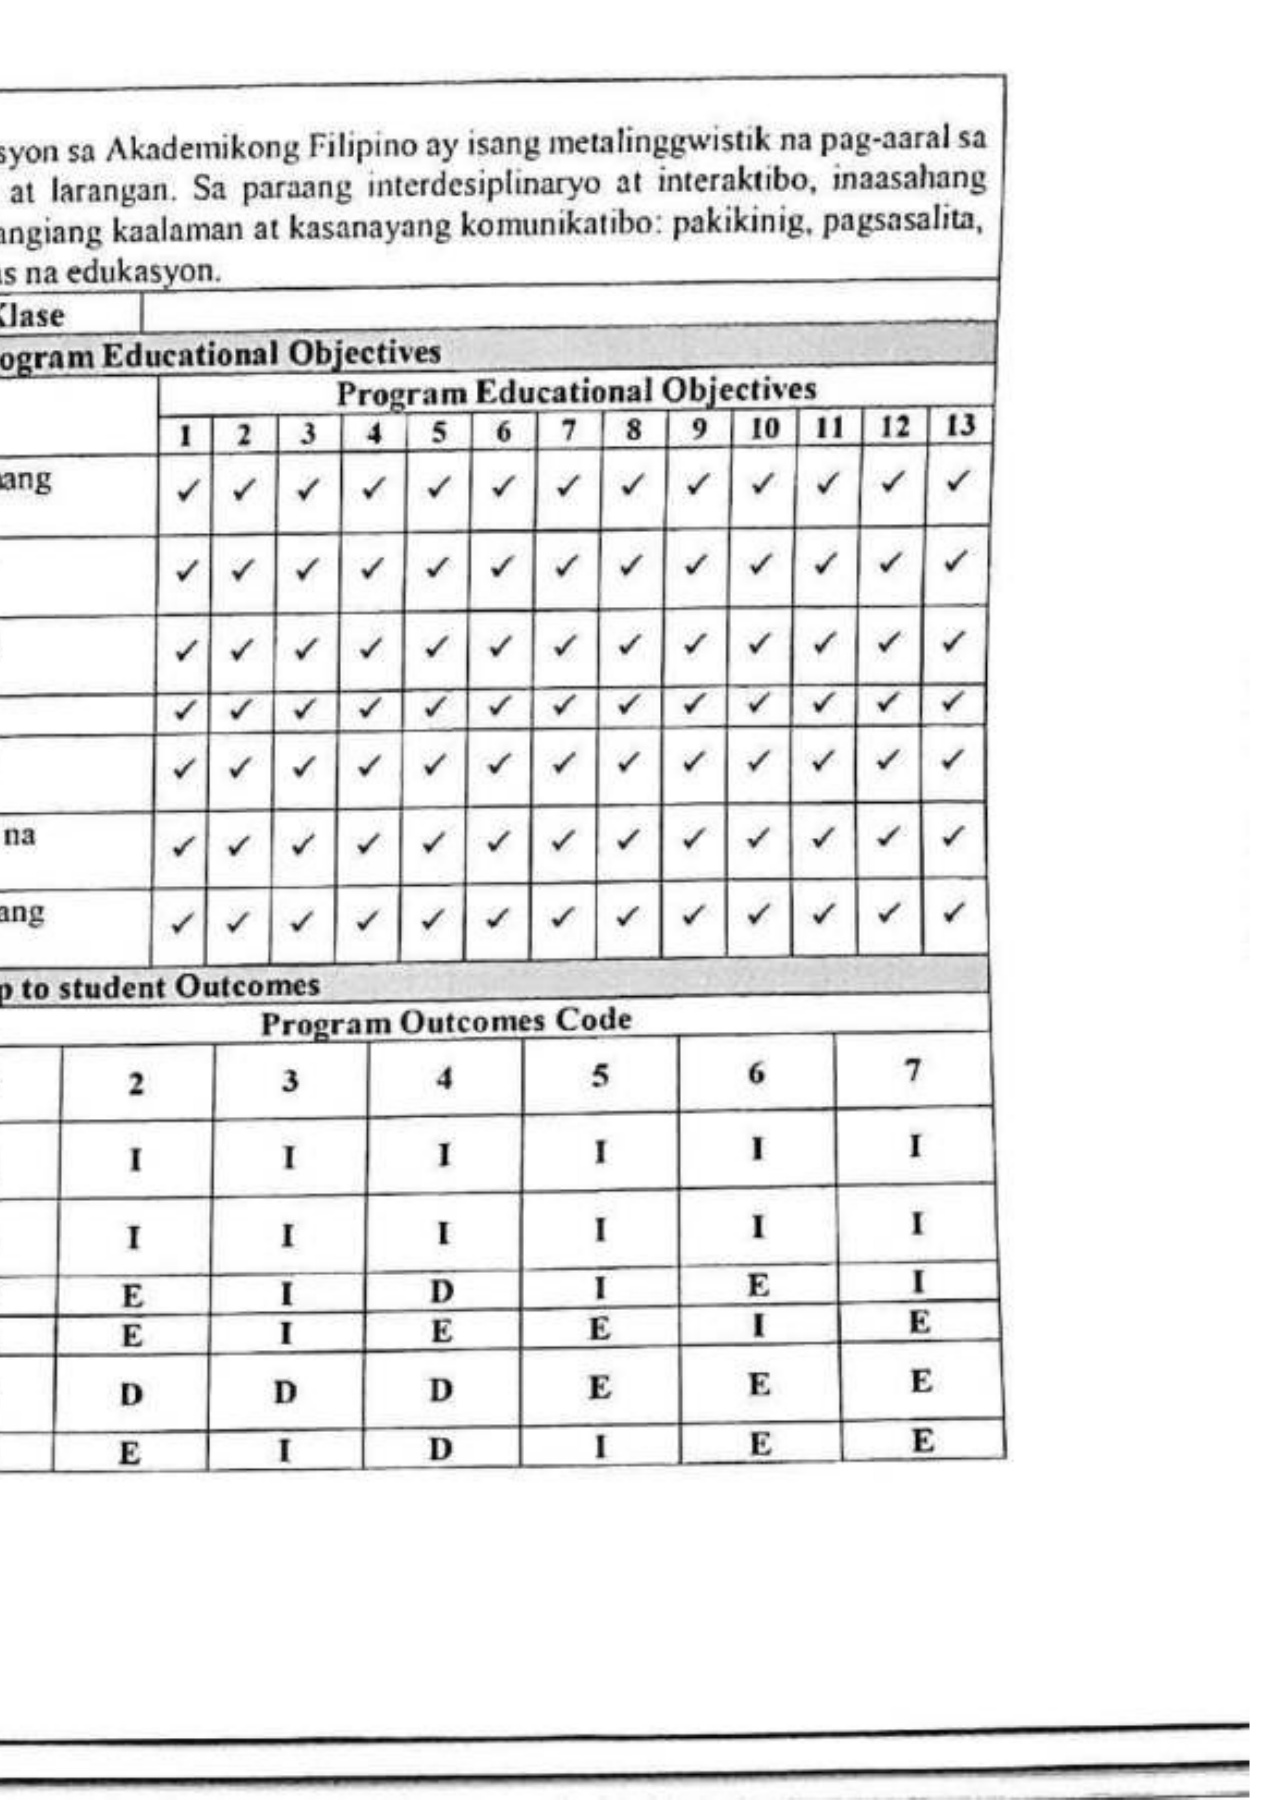 syon sa Akademikong Filipino ay isang metalinggwistik na pag-aaral sa
at larangan. Sa paraang interdesiplinaryo at interaktibo, inaasahang
angiang kaalaman at kasanayang komunikatibo: pakikinig, pagsasalita,
as na edukasyon.
Klase
ogram Educational Objectives
Program Educational Objectives
1 2 3 4 5 6 7 8 9 10 11 12 13
ang ✓ ✓ ✓ ✓ ✓ ✓ ✓ ✓ ✓ ✓ ✓ ✓ ✓
✓ ✓ ✓ ✓ ✓ ✓ ✓ ✓ ✓ ✓ ✓ ✓ ✓
✓ ✓ ✓ ✓ ✓ ✓ ✓ ✓ ✓ ✓ ✓ ✓ ✓
✓ ✓ ✓ ✓ ✓ ✓ ✓ ✓ ✓ ✓ ✓ ✓ ✓
✓ ✓ ✓ ✓ ✓ ✓ ✓ ✓ ✓ ✓ ✓ ✓ ✓
na ✓ ✓ ✓ ✓ ✓ ✓ ✓ ✓ ✓ ✓ ✓ ✓ ✓
ang ✓ ✓ ✓ ✓ ✓ ✓ ✓ ✓ ✓ ✓ ✓ ✓ ✓
p to student Outcomes
Program Outcomes Code
2 3 4 5 6 7
I I I I I I
I I I I I I
E I D I E I
E I E E I E
D D D E E E
E I D I E E